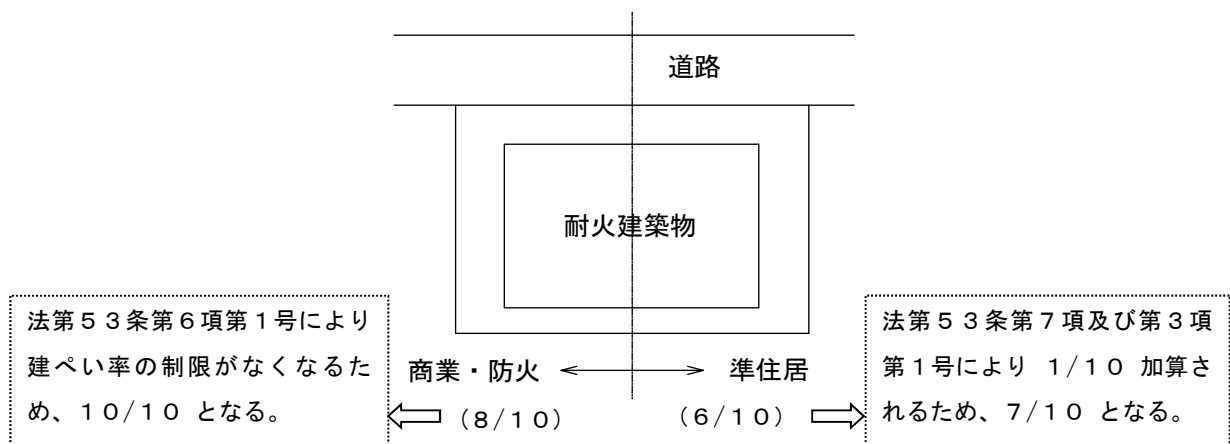 道路
耐火建築物
法第５３条第６項第１号により
建ぺい率の制限がなくなるた
め、１０/１０ となる。
商業・防火
準住居
（８/１０）
（６/１０）
法第５３条第７項及び第３項
第１号により １/１０ 加算さ
れるため、７/１０ となる。